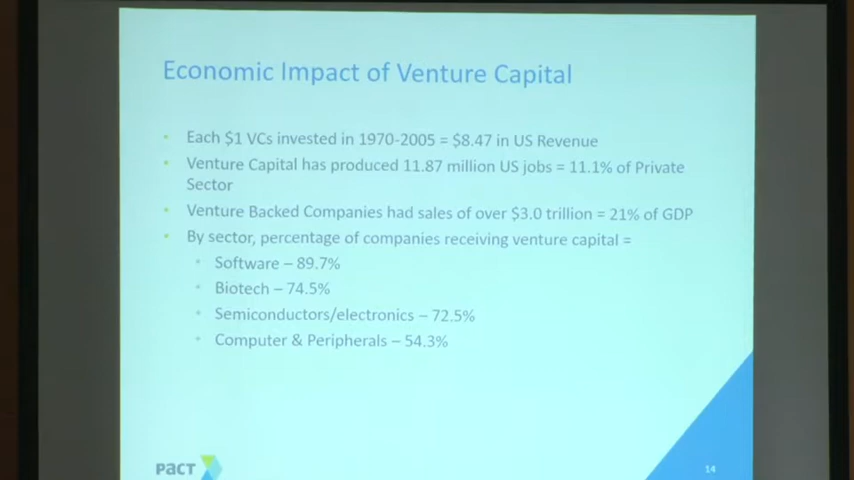 Economic Impact of Venture Capital
• Each $1 VCs invested in 1970-2005 = $8.47 in US Revenue
• Venture Capital has produced 11.87 million US jobs = 11.1% of Private
Sector
• Venture Backed Companies had sales of over $3.0 trillion = 21% of GDP
• By sector, percentage of companies receiving venture capital =
• Software – 89.7%
• Biotech – 74.5%
• Semiconductors/electronics – 72.5%
• Computer & Peripherals – 54.3%
PACT
14